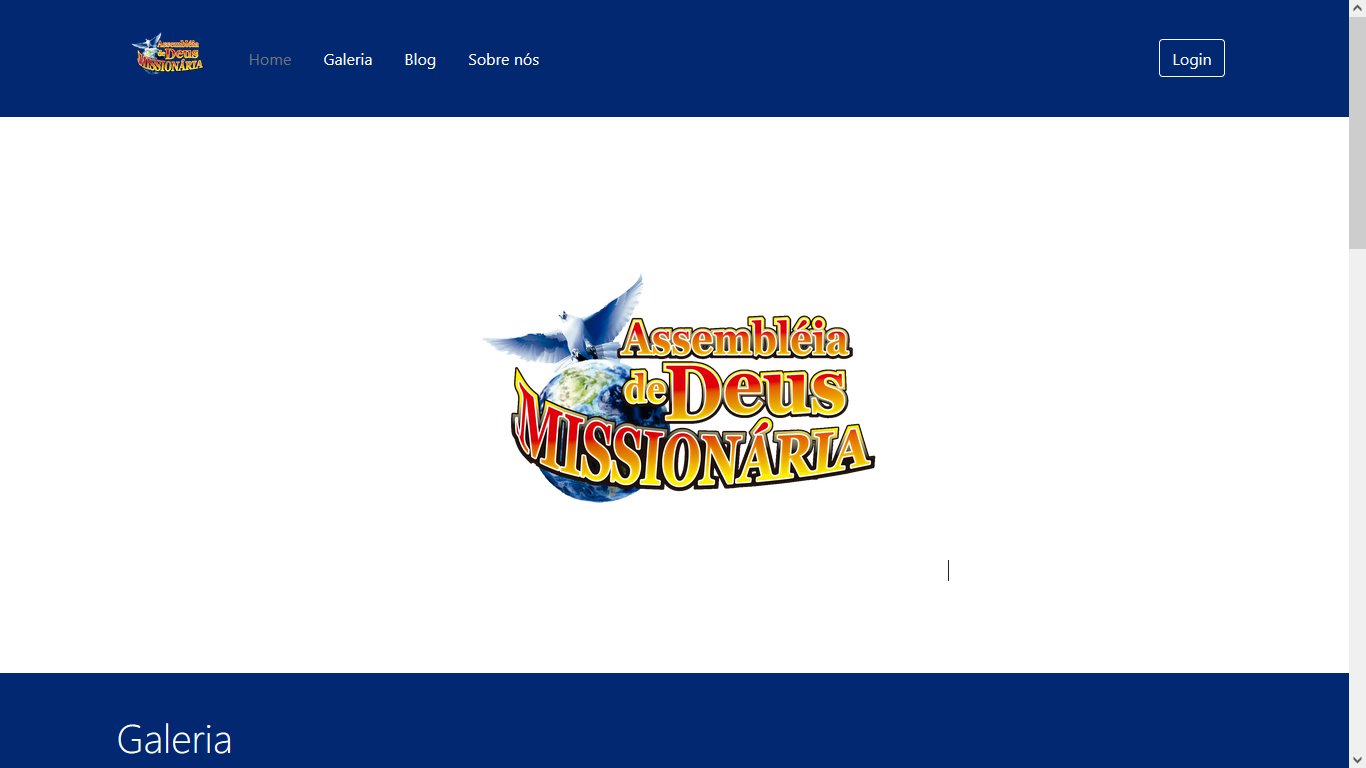 Assembléia
de Deus
MISSIONÁRIA
Home Galeria Blog Sobre nós Login
Assembléia
de Deus
MISSIONÁRIA
Galeria